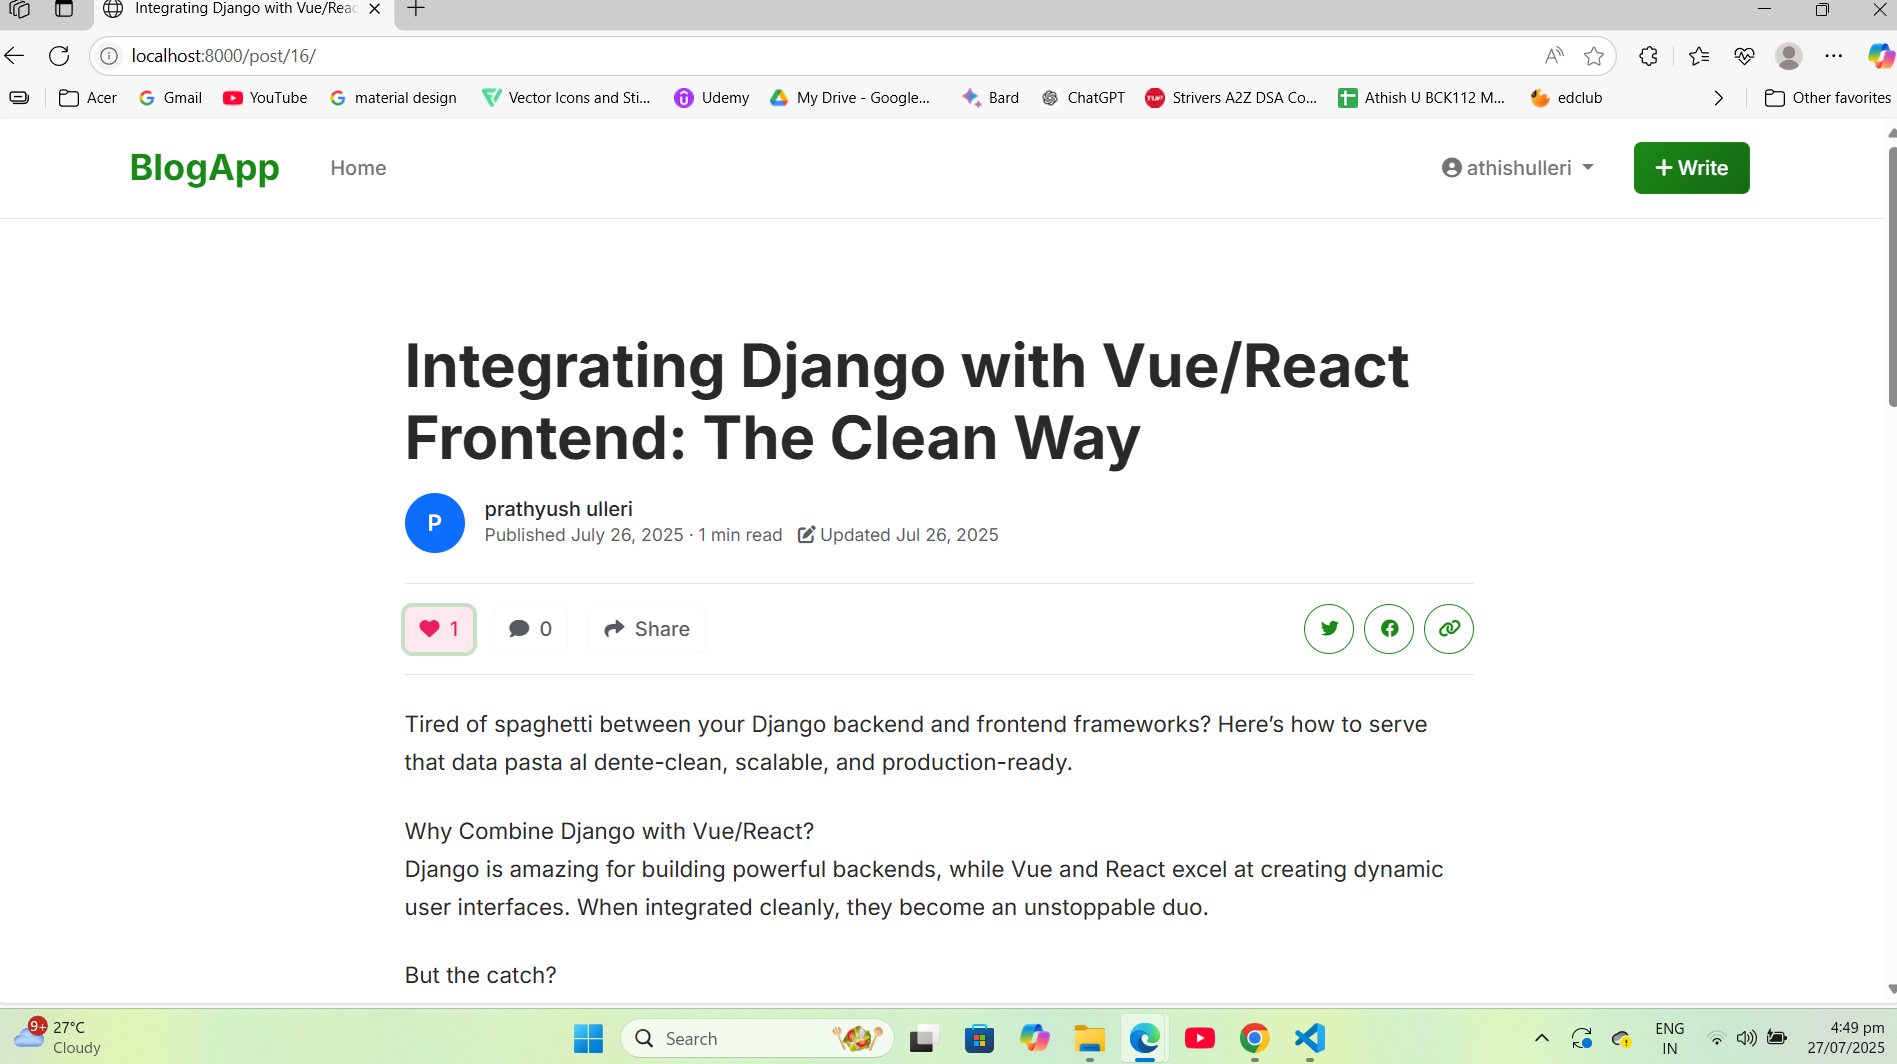 Integrating Django with Vue/Reac
localhost:8000/post/16/
Acer
Gmail
YouTube
material design
Vector Icons and Sti...
Udemy
My Drive - Google...
Bard
ChatGPT
Strivers A2Z DSA Co...
Athish U BCK112 M...
edclub
Other favorites
BlogApp
Home
athishulleri
+ Write
Integrating Django with Vue/React
Frontend: The Clean Way
P
prathyush ulleri
Published July 26, 2025 · 1 min read Updated Jul 26, 2025
1
0
Share
Tired of spaghetti between your Django backend and frontend frameworks? Here’s how to serve
that data pasta al dente-clean, scalable, and production-ready.
Why Combine Django with Vue/React?
Django is amazing for building powerful backends, while Vue and React excel at creating dynamic
user interfaces. When integrated cleanly, they become an unstoppable duo.
But the catch?
9+
27°C
Cloudy
Search
ENG
IN
4:49 pm
27/07/2025